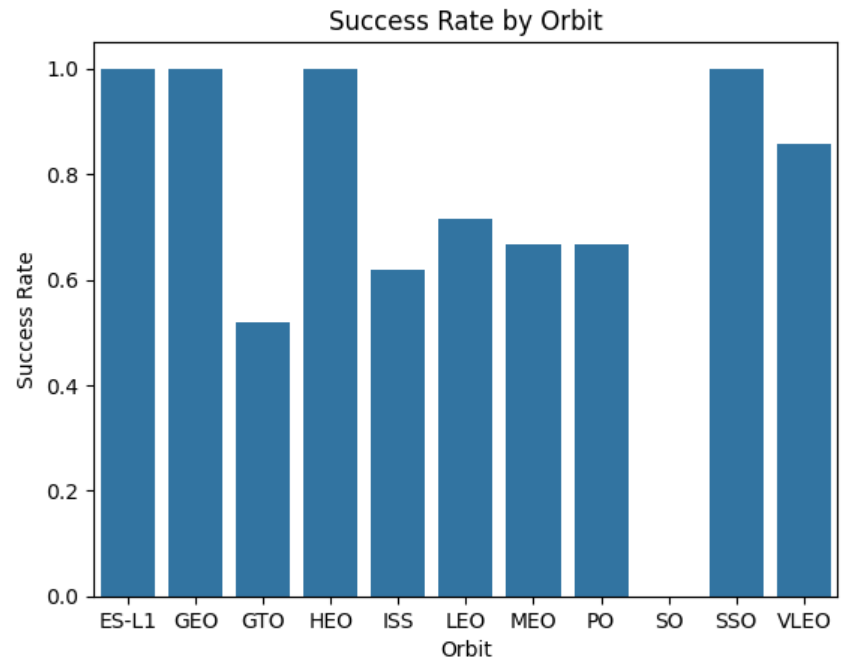 Success Rate by Orbit
Success Rate
1.0
0.8
0.6
0.4
0.2
0.0
ES-L1 GEO GTO HEO ISS LEO MEO PO SO SSO VLEO
Orbit